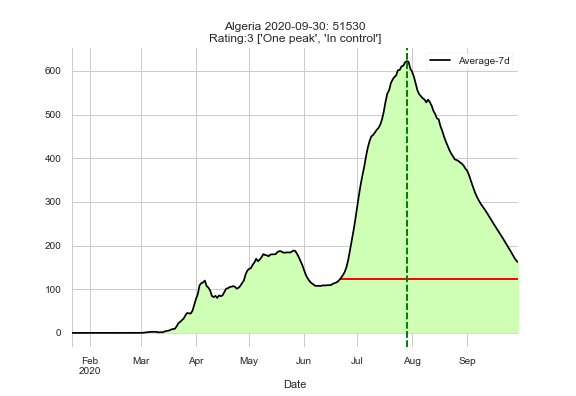 Algeria 2020-09-30: 51530
Rating:3 ['One peak', 'In control']
Average-7d
600
500
400
300
200
100
0
Feb Mar Apr May Jun Jul Aug Sep
2020
Date